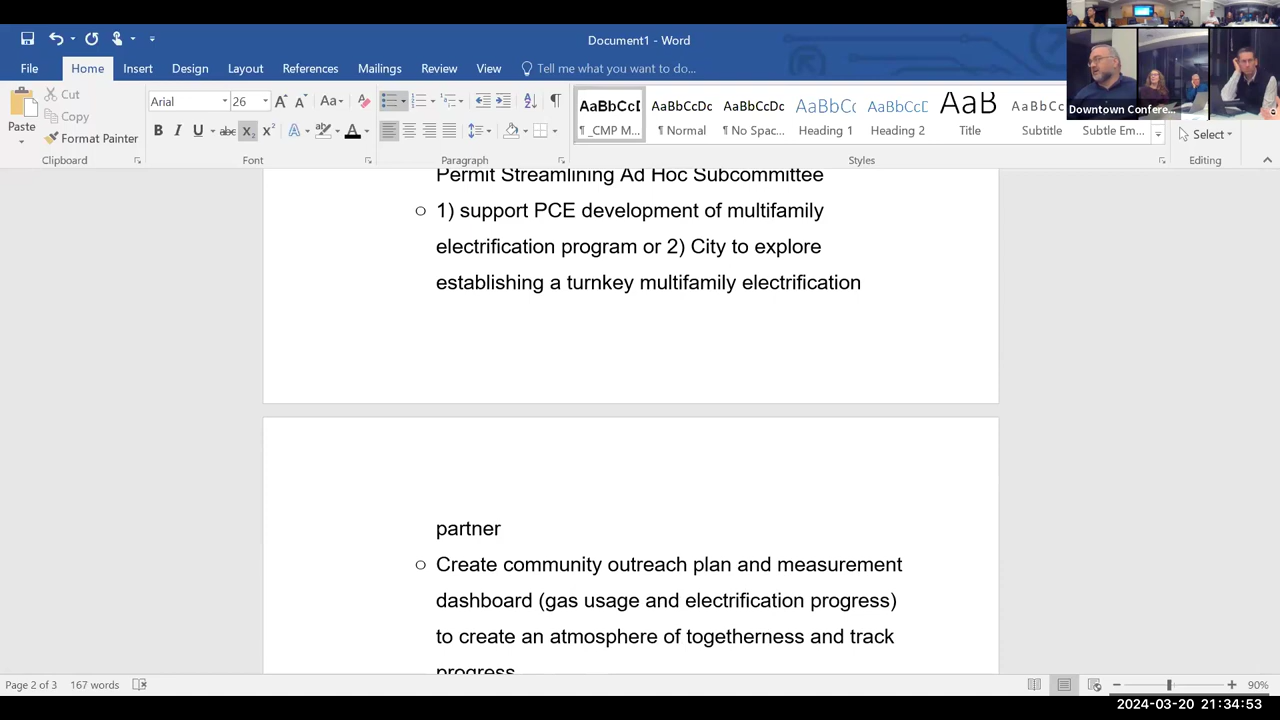 Document1 - Word
File Home Insert Design Layout References Mailings Review View Tell me what you want to do...
Paste
Cut
Copy
Format Painter
Arial 26
AaBbCcI AaBbCcDc AaBbCcDc AaBbCc AaBbCcD AaB AaBbCcD
¶ _CMP M... ¶ Normal ¶ No Spac... Heading 1 Heading 2 Title Subtitle Subtle Em...
Select
Clipboard Font Paragraph Styles Editing
Downtown Confere...
Permit Streamlining Ad Hoc Subcommittee
1) support PCE development of multifamily
electrification program or 2) City to explore
establishing a turnkey multifamily electrification
partner
Create community outreach plan and measurement
dashboard (gas usage and electrification progress)
to create an atmosphere of togetherness and track
progress
Page 2 of 3 167 words 90%
2024-03-20 21:34:53